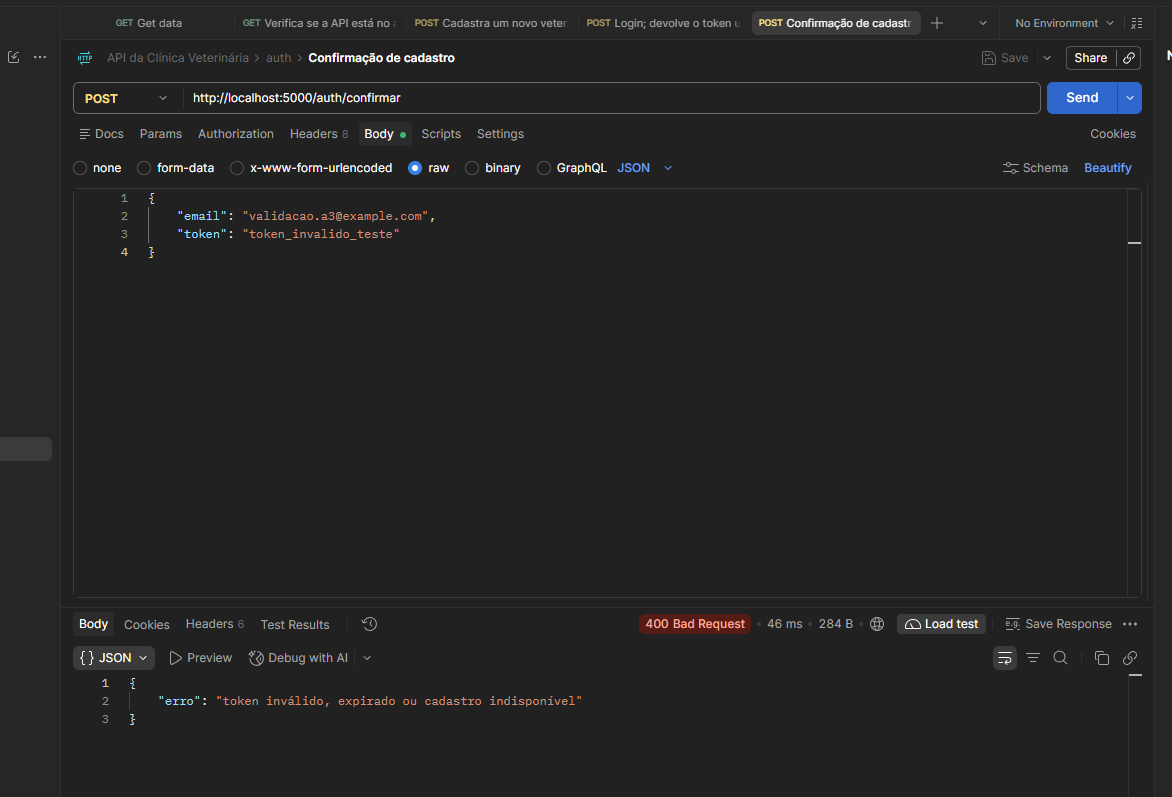 GET Get data GET Verifica se a API está no a POST Cadastra um novo veter POST Login; devolve o token u POST Confirmação de cadastr No Environment
HTTP API da Clínica Veterinária > auth > Confirmação de cadastro Save Share
POST http://localhost:5000/auth/confirmar Send
Docs Params Authorization Headers 8 Body Scripts Settings Cookies
none form-data x-www-form-urlencoded raw binary GraphQL JSON Schema Beautify
1 {
2 "email": "validacao.a3@example.com",
3 "token": "token_invalido_teste"
4 }
Body Cookies Headers 6 Test Results 400 Bad Request 46 ms 284 B Load test e.g. Save Response
{ } JSON Preview Debug with AI
1 {
2 "erro": "token inválido, expirado ou cadastro indisponível"
3 }